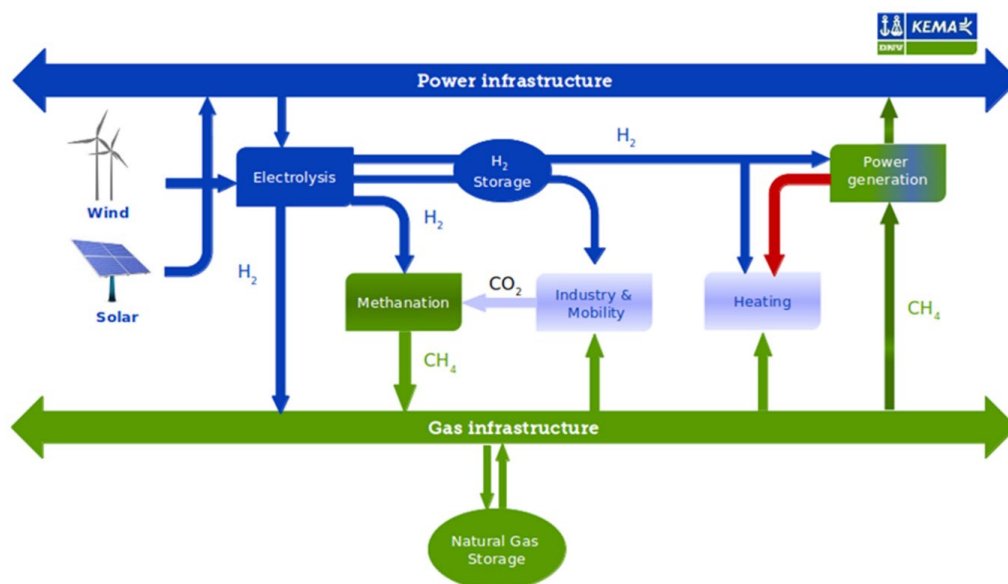 KEMA
DNV
Power infrastructure
H₂
Electrolysis
H₂
Storage
Power
generation
Wind
H₂
H₂
CO₂
Methanation
Industry &
Mobility
Heating
Solar
CH₄
CH₄
Gas infrastructure
Natural Gas
Storage